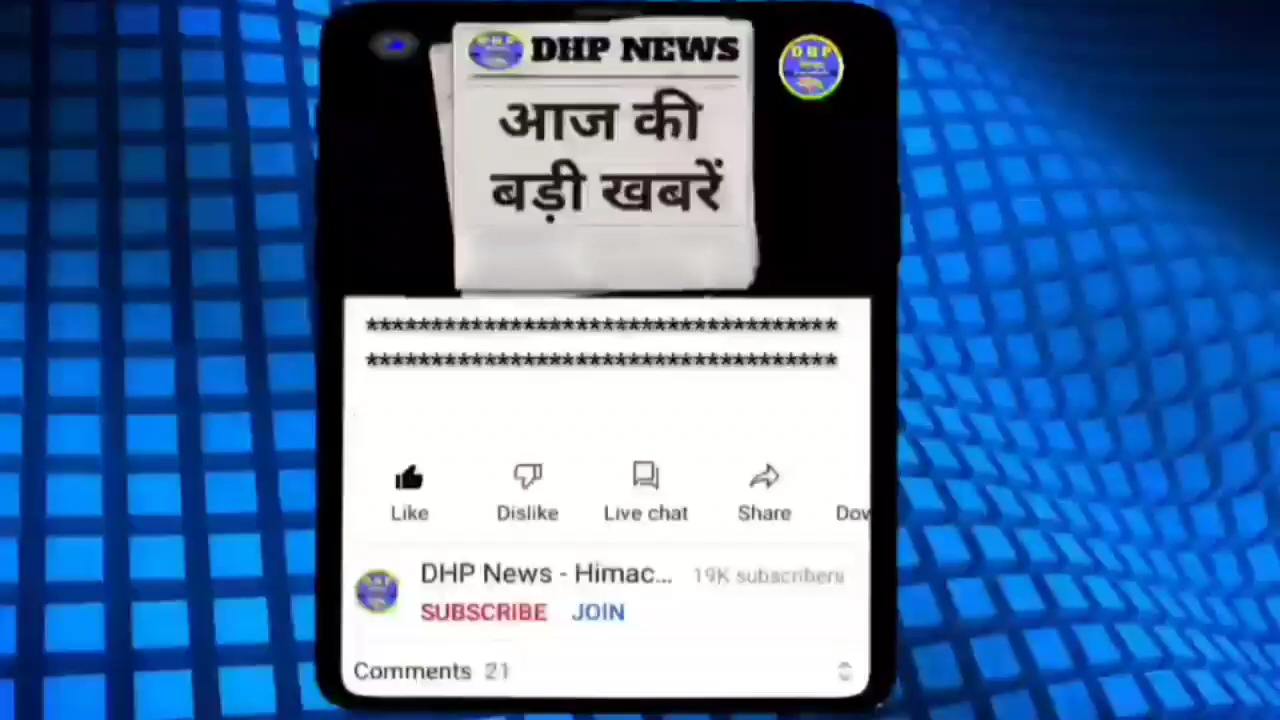 DHP NEWS
DHP
आज की
बड़ी खबरें
************************************
************************************
Like Dislike Live chat Share Dov
DHP News - Himac... 19K subscribers
SUBSCRIBE JOIN
Comments 21